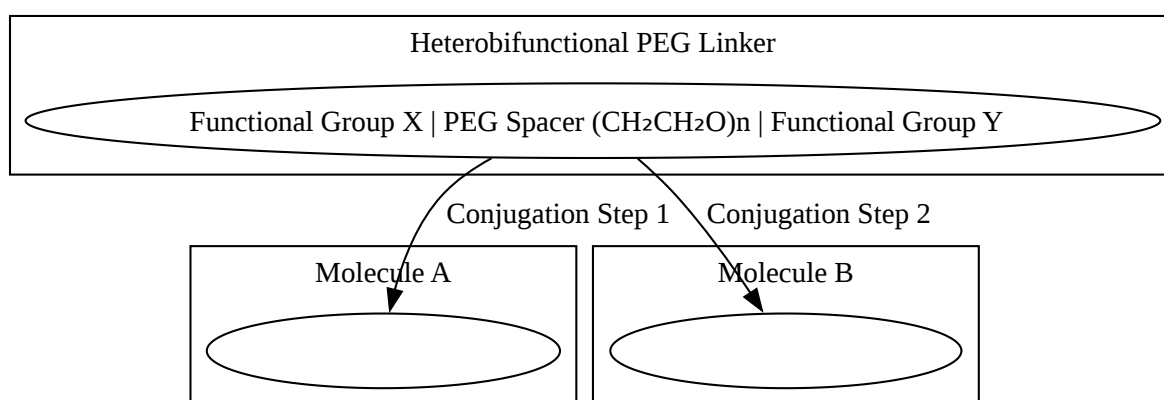 Heterobifunctional PEG Linker
Functional Group X | PEG Spacer (CH₂CH₂O)n | Functional Group Y
Conjugation Step 1
Conjugation Step 2
Molecule A
Molecule B